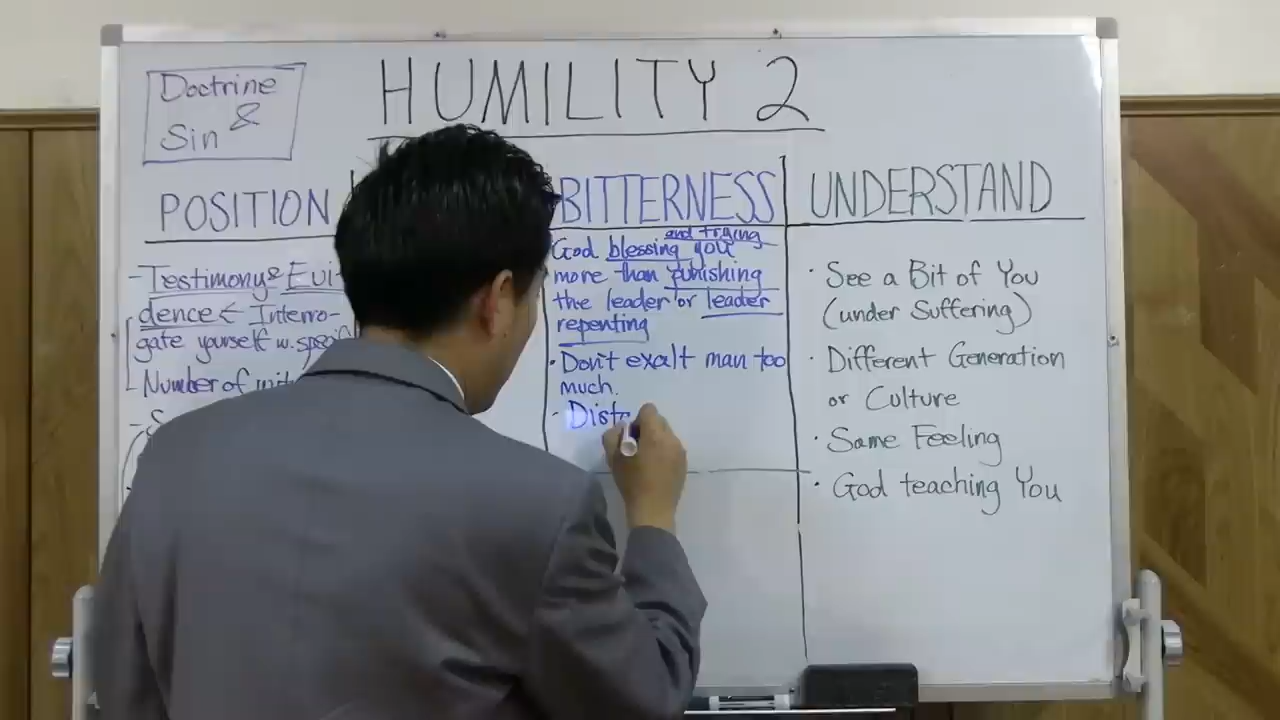 Doctrine
&
Sin
HUMILITY 2
POSITION
- Testimony & Evi
dence ← Interro-
gate yourself w. speci
Number of
BITTERNESS
and trying
God blessing you
more than punishing
the leader or leader
repenting
· Don't exalt man too
much.
· Dist
UNDERSTAND
· See a Bit of You
(under Suffering)
· Different Generation
or Culture
· Same Feeling
· God teaching You